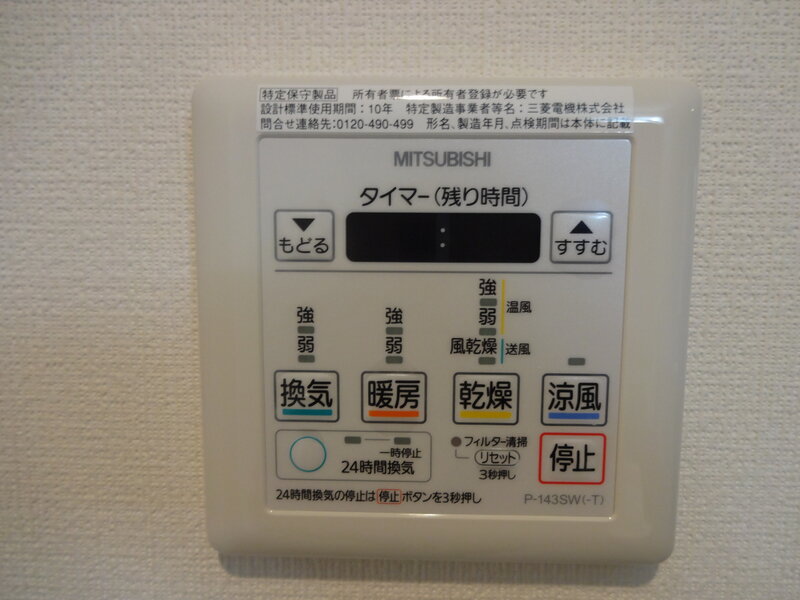 特定保守製品 所有者票による所有者登録が必要です
設計標準使用期間：10年 特定製造事業者等名：三菱電機株式会社
問合せ連絡先：0120-490-499 形名、製造年月、点検期間は本体に記載
MITSUBISHI
タイマー(残り時間)
▼
もどる
:
▲
すすむ
強
弱
強
弱
強
弱
温風
風乾燥
送風
換気
暖房
乾燥
涼風
一時停止
24時間換気
フィルター清掃
リセット
3秒押し
停止
24時間換気の停止は停止ボタンを3秒押し
P-143SW(-T)